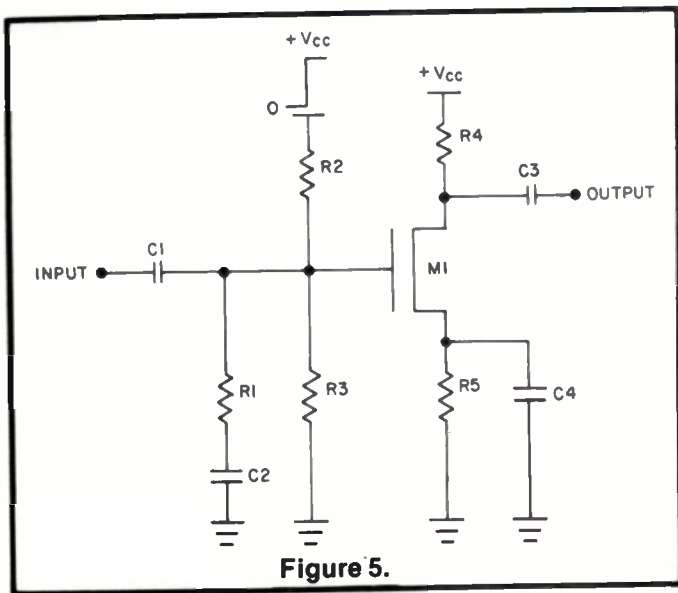 + Vcc
+ Vcc
O
R4
R2
C3
OUTPUT
C1
M1
INPUT
R1
R3
R5
C4
C2
Figure 5.